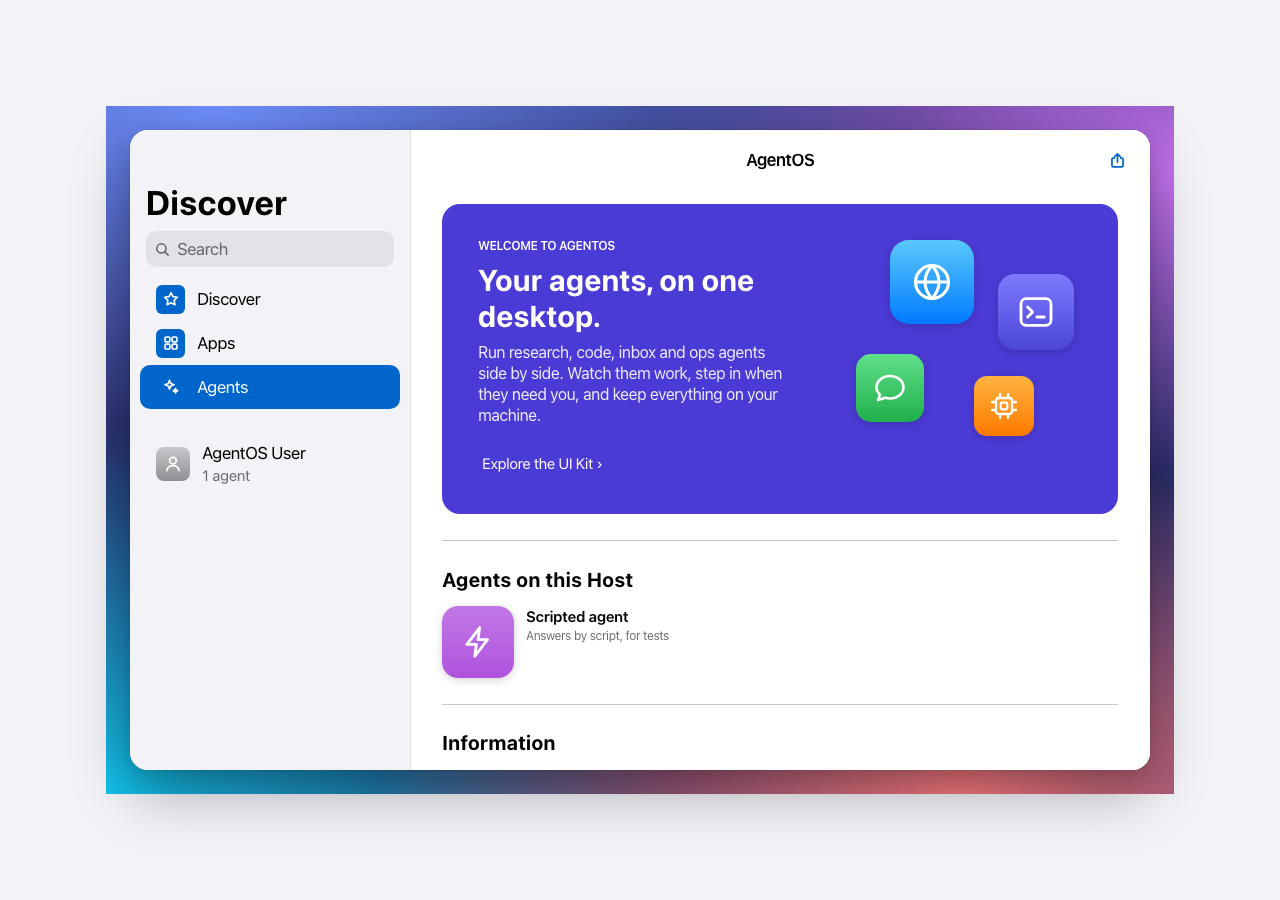 Discover
Search
Discover
Apps
Agents
AgentOS User
1 agent
AgentOS
WELCOME TO AGENTOS
Your agents, on one
desktop.
Run research, code, inbox and ops agents
side by side. Watch them work, step in when
they need you, and keep everything on your
machine.
Explore the UI Kit ›
Agents on this Host
Scripted agent
Answers by script, for tests
Information